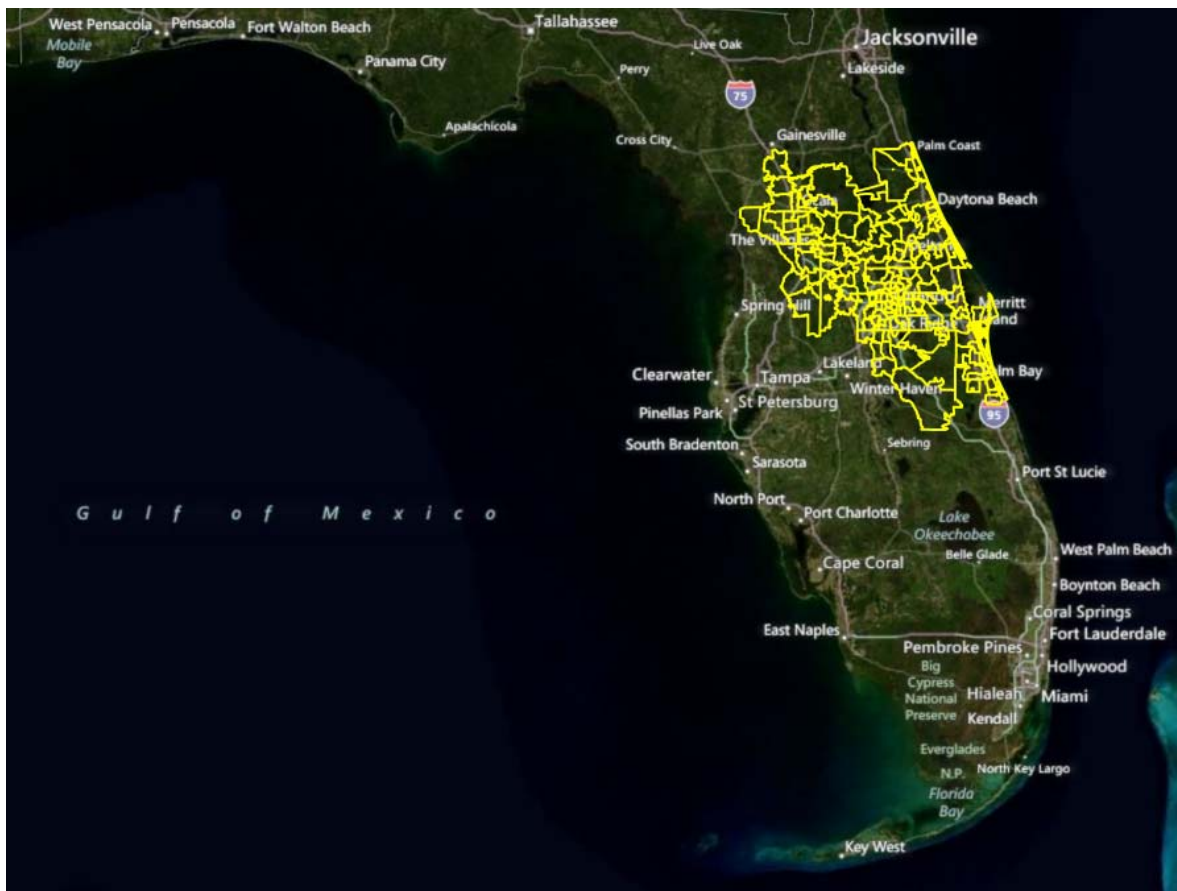 West Pensacola
Pensacola
Fort Walton Beach
Mobile
Bay
Tallahassee
Live Oak
Jacksonville
Lakeside
Panama City
Perry
75
Apalachicola
Cross City
Gainesville
Palm Coast
Daytona Beach
The Villages
Spring Hill
Merritt
Lakeland
Clearwater
Tampa
Winter Haven
Pinellas Park
St Petersburg
95
South Bradenton
Sebring
Sarasota
Port St Lucie
North Port
Port Charlotte
Gulf of Mexico
Lake
Okeechobee
Belle Glade
West Palm Beach
Cape Coral
Boynton Beach
Coral Springs
East Naples
Fort Lauderdale
Pembroke Pines
Big
Cypress
National
Preserve
Hollywood
Hialeah
Miami
Kendall
Everglades
N.P.
North Key Largo
Florida
Bay
Key West